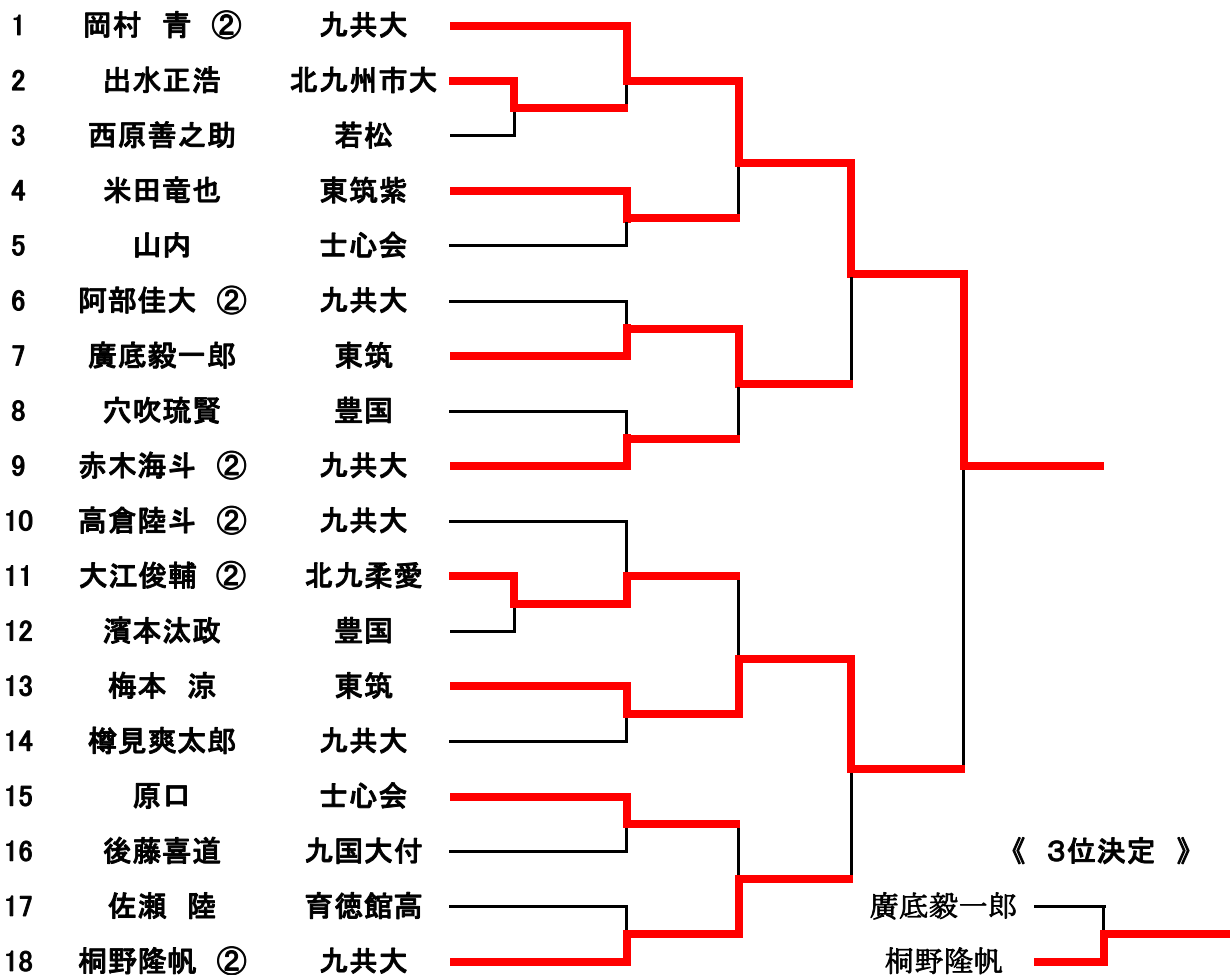 1 岡村 青 ② 九共大
2 出水正浩 北九州市大
3 西原善之助 若松
4 米田竜也 東筑紫
5 山内 士心会
6 阿部佳大 ② 九共大
7 廣底毅一郎 東筑
8 穴吹琉賢 豊国
9 赤木海斗 ② 九共大
10 高倉陸斗 ② 九共大
11 大江俊輔 ② 北九柔愛
12 濱本汰政 豊国
13 梅本 涼 東筑
14 樽見爽太郎 九共大
15 原口 士心会
16 後藤喜道 九国大付
《 3位決定 》
17 佐瀬 陸 育徳館高
廣底毅一郎
18 桐野隆帆 ② 九共大
桐野隆帆